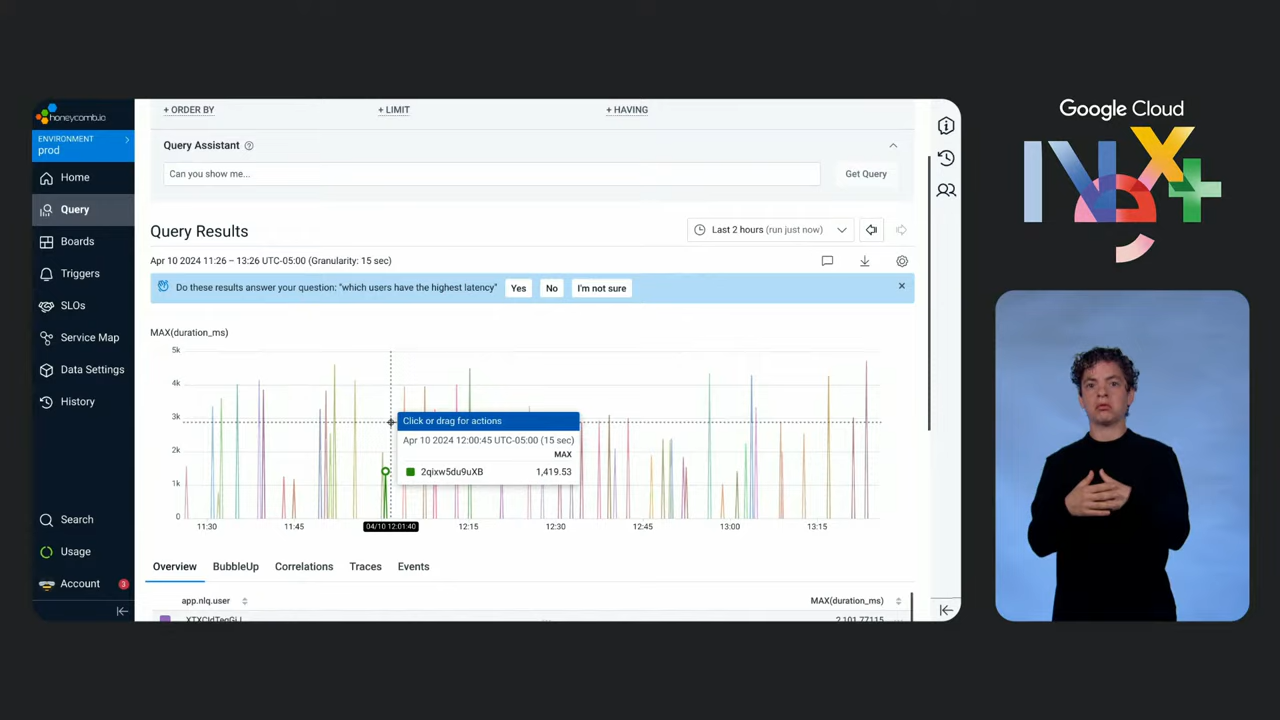 honeycomb.io
ENVIRONMENT
prod
Home
Query
Boards
Triggers
SLOs
Service Map
Data Settings
History
Search
Usage
Account
3
+ ORDER BY
+ LIMIT
+ HAVING
Query Assistant
Can you show me...
Get Query
Query Results
Last 2 hours (run just now)
Apr 10 2024 11:26 – 13:26 UTC-05:00 (Granularity: 15 sec)
Do these results answer your question: "which users have the highest latency"
Yes
No
I'm not sure
MAX(duration_ms)
5k
4k
3k
2k
1k
0
Click or drag for actions
Apr 10 2024 12:00:45 UTC-05:00 (15 sec)
MAX
2qixw5du9uXB 1,419.53
11:30
11:45
04/10 12:01:40
12:15
12:30
12:45
13:00
13:15
Overview
BubbleUp
Correlations
Traces
Events
app.nlq.user
MAX(duration_ms)
2,101.77115
Google Cloud
Next